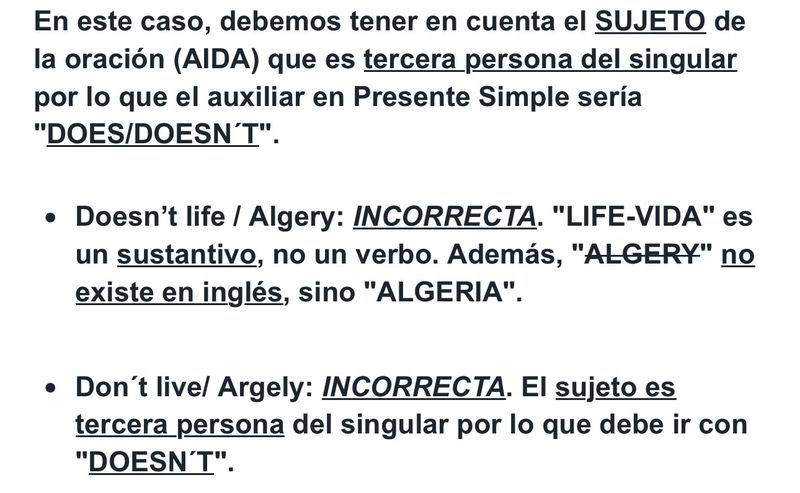 En este caso, debemos tener en cuenta el SUJETO de
la oración (AIDA) que es tercera persona del singular
por lo que el auxiliar en Presente Simple sería
"DOES/DOESN´T".
• Doesn’t life / Algery: INCORRECTA. "LIFE-VIDA" es
un sustantivo, no un verbo. Además, "ALGERY" no
existe en inglés, sino "ALGERIA".
• Don´t live/ Argely: INCORRECTA. El sujeto es
tercera persona del singular por lo que debe ir con
"DOESN´T".